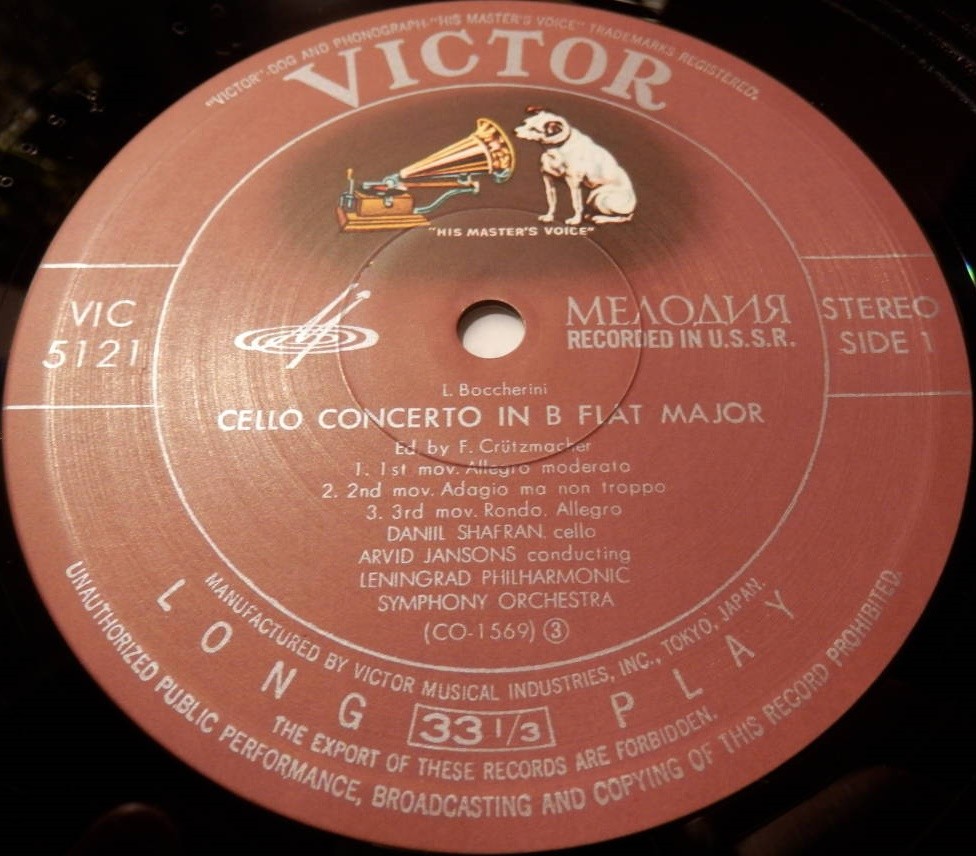 "VICTOR"-DOG AND PHONOGRAPH-"HIS MASTER'S VOICE" TRADEMARKS REGISTERED.
VICTOR
"HIS MASTER'S VOICE"
VIC
5121
МЕЛОДИЯ
RECORDED IN U.S.S.R.
STEREO
SIDE 1
L. Boccherini
CELLO CONCERTO IN B FLAT MAJOR
Ed by F. Crützmacher
1. 1st mov. Allegro moderato
2. 2nd mov. Adagio ma non troppo
3. 3rd mov. Rondo. Allegro
DANIIL SHAFRAN. cello
ARVID JANSONS conducting
LENINGRAD PHILHARMONIC
SYMPHONY ORCHESTRA
(CO-1569) ③
MANUFACTURED BY VICTOR MUSICAL INDUSTRIES, INC., TOKYO, JAPAN.
LONG PLAY
33 1/3
THE EXPORT OF THESE RECORDS ARE FORBIDDEN.
UNAUTHORIZED PUBLIC PERFORMANCE, BROADCASTING AND COPYING OF THIS RECORD PROHIBITED.